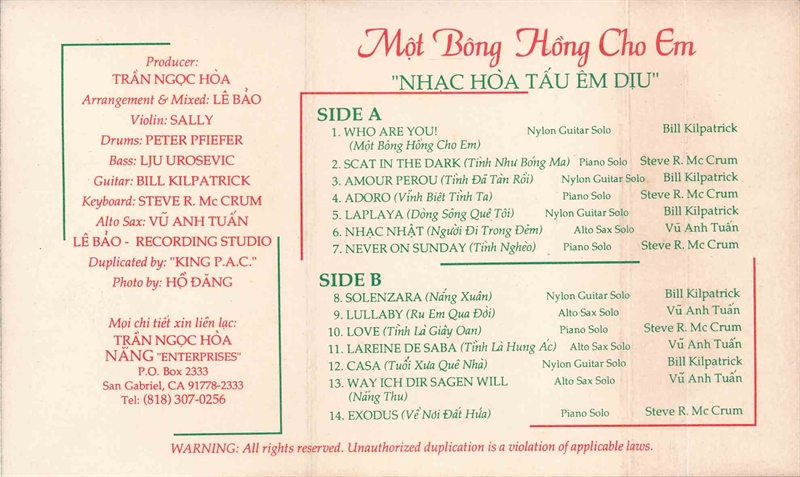 Producer:
TRẦN NGỌC HÒA
Arrangement & Mixed: LÊ BẢO
Violin: SALLY
Drums: PETER PFIEFER
Bass: LJU UROSEVIC
Guitar: BILL KILPATRICK
Keyboard: STEVE R. Mc CRUM
Alto Sax: VŨ ANH TUẤN
LÊ BẢO - RECORDING STUDIO
Duplicated by: "KING P.A.C."
Photo by: HỒ ĐĂNG
Mọi chi tiết xin liên lạc:
TRẦN NGỌC HÒA
NẮNG "ENTERPRISES"
P.O. Box 2333
San Gabriel, CA 91778-2333
Tel: (818) 307-0256
Một Bông Hồng Cho Em
"NHẠC HÒA TẤU ÊM DỊU"
SIDE A
1. WHO ARE YOU! Nylon Guitar Solo Bill Kilpatrick
(Một Bông Hồng Cho Em)
2. SCAT IN THE DARK (Tình Như Bóng Ma) Piano Solo Steve R. Mc Crum
3. AMOUR PEROU (Tình Đã Tàn Rồi) Nylon Guitar Solo Bill Kilpatrick
4. ADORO (Vĩnh Biệt Tình Ta) Piano Solo Steve R. Mc Crum
5. LAPLAYA (Dòng Sông Quê Tôi) Nylon Guitar Solo Bill Kilpatrick
6. NHẠC NHẬT (Người Đi Trong Đêm) Alto Sax Solo Vũ Anh Tuấn
7. NEVER ON SUNDAY (Tình Nghèo) Piano Solo Steve R. Mc Crum
SIDE B
8. SOLENZARA (Nắng Xuân) Nylon Guitar Solo Bill Kilpatrick
9. LULLABY (Ru Em Qua Đồi) Alto Sax Solo Vũ Anh Tuấn
10. LOVE (Tình Là Giây Oan) Piano Solo Steve R. Mc Crum
11. LAREINE DE SABA (Tình Là Hung Ác) Alto Sax Solo Vũ Anh Tuấn
12. CASA (Tuổi Xưa Quê Nhà) Nylon Guitar Solo Bill Kilpatrick
13. WAY ICH DIR SAGEN WILL Alto Sax Solo Vũ Anh Tuấn
(Nắng Thu)
14. EXODUS (Về Nơi Đất Hứa) Piano Solo Steve R. Mc Crum
WARNING: All rights reserved. Unauthorized duplication is a violation of applicable laws.